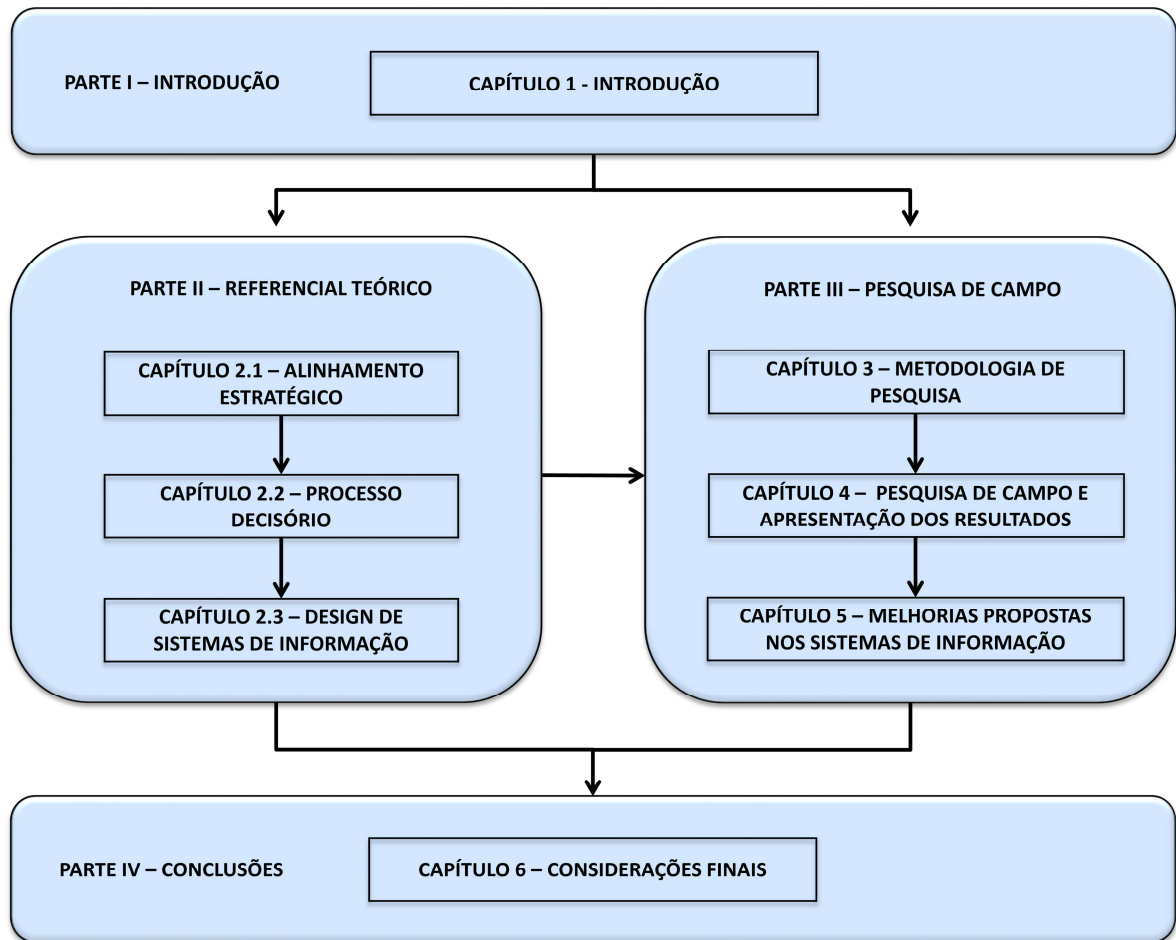 PARTE I – INTRODUÇÃO
CAPÍTULO 1 - INTRODUÇÃO
PARTE II – REFERENCIAL TEÓRICO
CAPÍTULO 2.1 – ALINHAMENTO
ESTRATÉGICO
CAPÍTULO 2.2 – PROCESSO
DECISÓRIO
CAPÍTULO 2.3 – DESIGN DE
SISTEMAS DE INFORMAÇÃO
PARTE III – PESQUISA DE CAMPO
CAPÍTULO 3 – METODOLOGIA DE
PESQUISA
CAPÍTULO 4 – PESQUISA DE CAMPO E
APRESENTAÇÃO DOS RESULTADOS
CAPÍTULO 5 – MELHORIAS PROPOSTAS
NOS SISTEMAS DE INFORMAÇÃO
PARTE IV – CONCLUSÕES
CAPÍTULO 6 – CONSIDERAÇÕES FINAIS